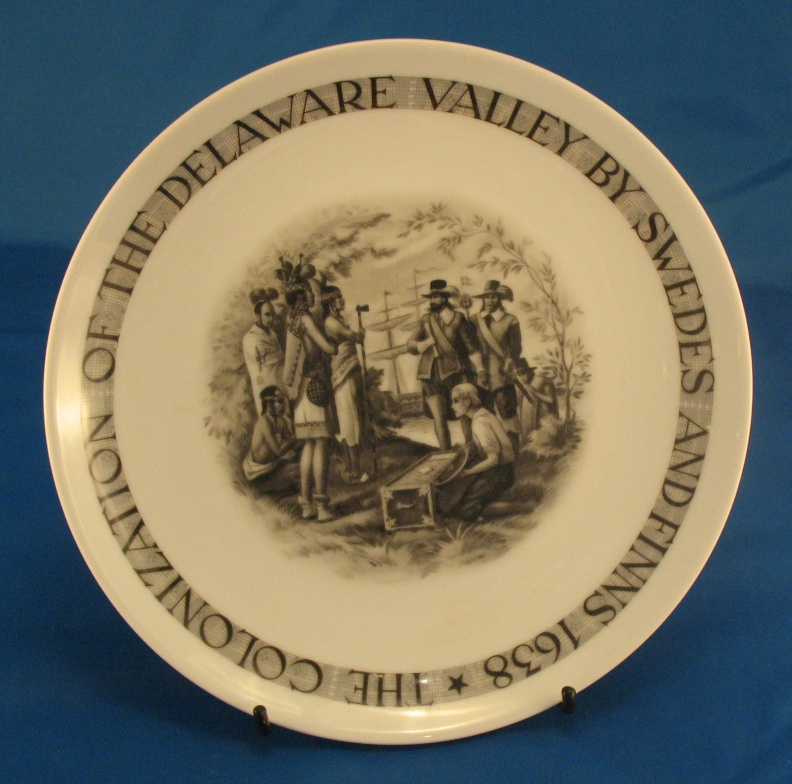 THE COLONIZATION OF THE DELAWARE VALLEY BY SWEDES AND FINNS 1638 ★